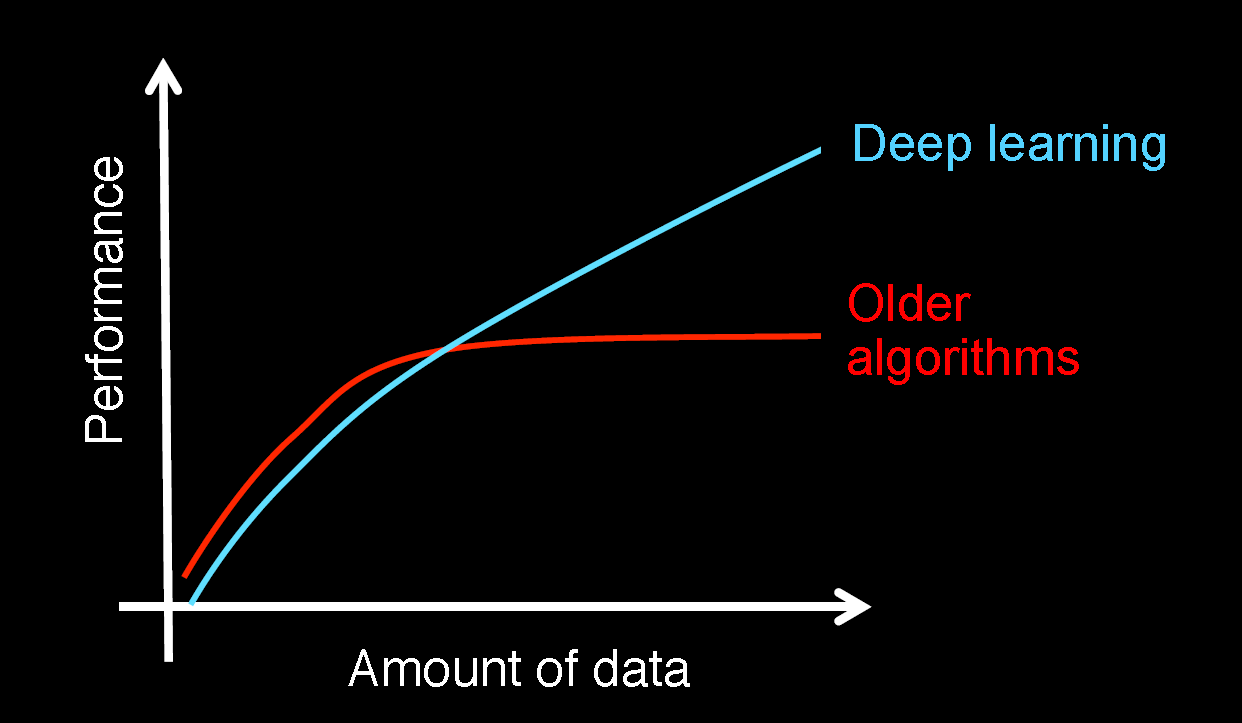 Deep learning
Older
algorithms
Performance
Amount of data